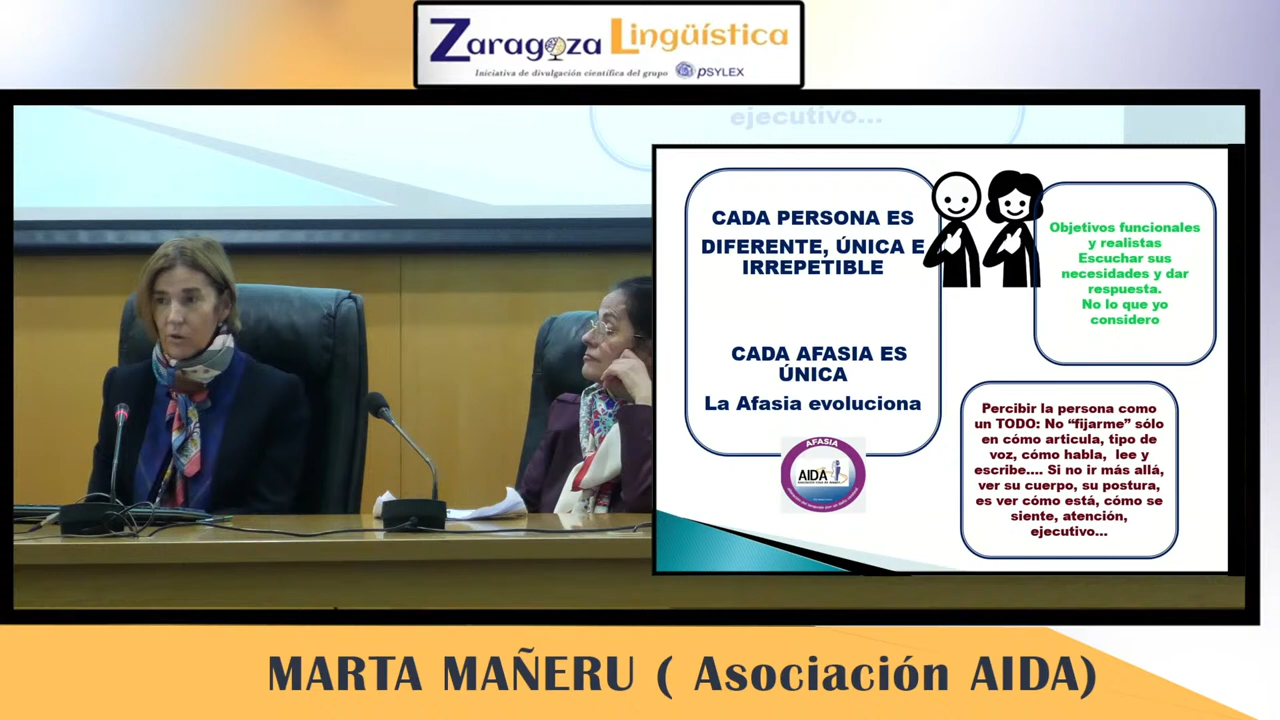 Zaragoza Lingüística
Iniciativa de divulgación científica del grupo PSYLEX
ejecutivo...
CADA PERSONA ES
DIFERENTE, ÚNICA E
IRREPETIBLE
CADA AFASIA ES
ÚNICA
La Afasia evoluciona
Objetivos funcionales
y realistas
Escuchar sus
necesidades y dar
respuesta.
No lo que yo
considero
Percibir la persona como
un TODO: No “fijarme” sólo
en cómo articula, tipo de
voz, cómo habla, lee y
escribe.... Si no ir más allá,
ver su cuerpo, su postura,
es ver cómo está, cómo se
siente, atención,
ejecutivo...
AFASIA
AIDA
MARTA MAÑERU ( Asociación AIDA)